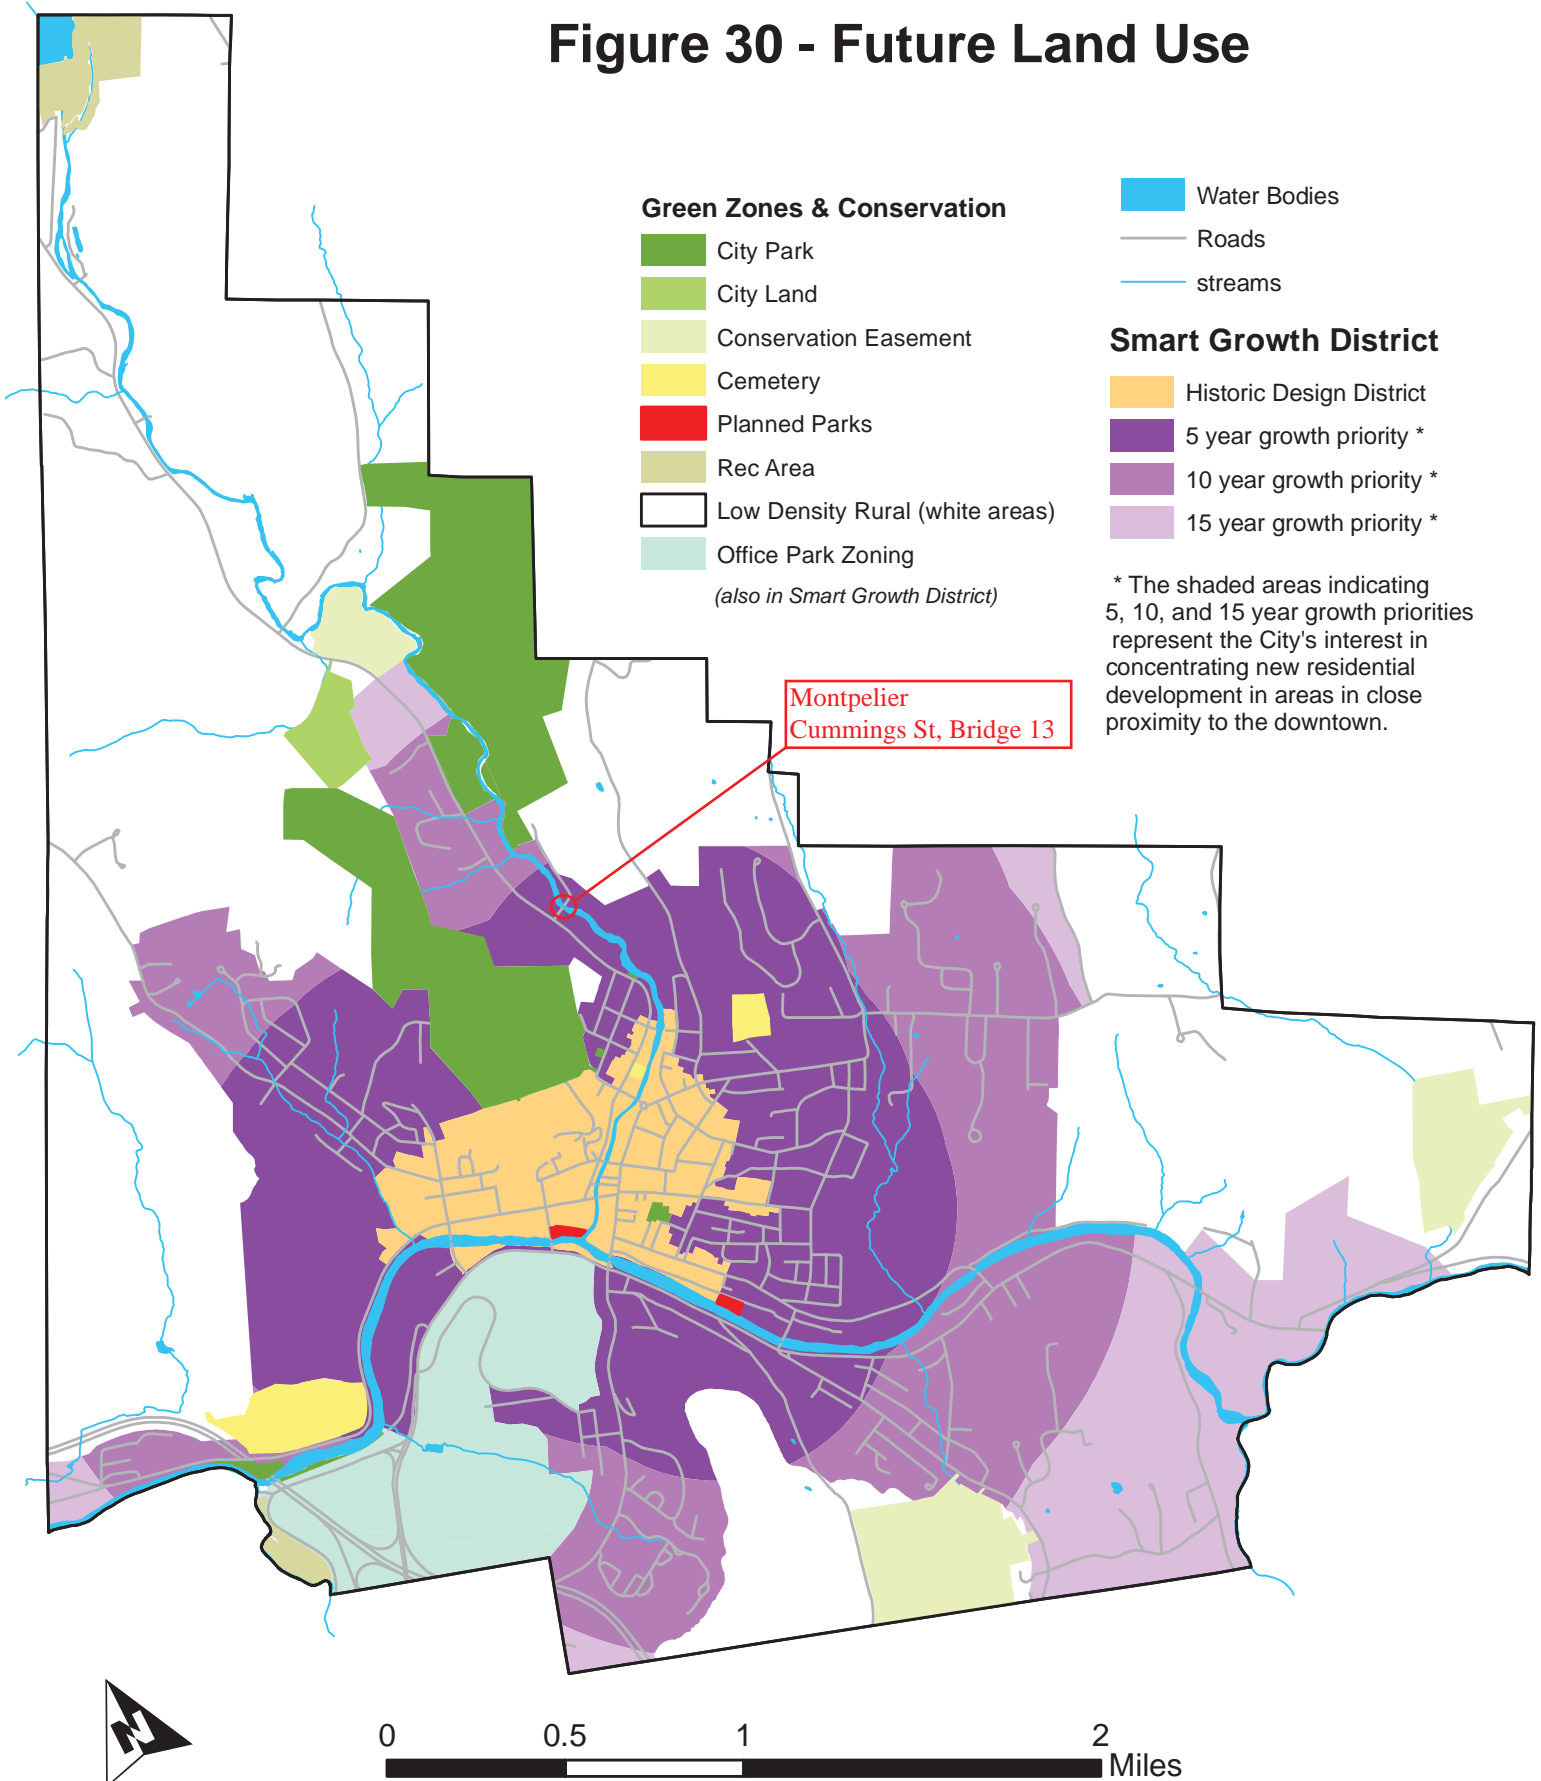 Figure 30 - Future Land Use
Green Zones & Conservation
City Park
City Land
Conservation Easement
Cemetery
Planned Parks
Rec Area
Low Density Rural (white areas)
Office Park Zoning
(also in Smart Growth District)
Water Bodies
Roads
streams
Smart Growth District
Historic Design District
5 year growth priority *
10 year growth priority *
15 year growth priority *
* The shaded areas indicating
5, 10, and 15 year growth priorities
represent the City's interest in
concentrating new residential
development in areas in close
proximity to the downtown.
Montpelier
Cummings St, Bridge 13
N
0 0.5 1 2
Miles